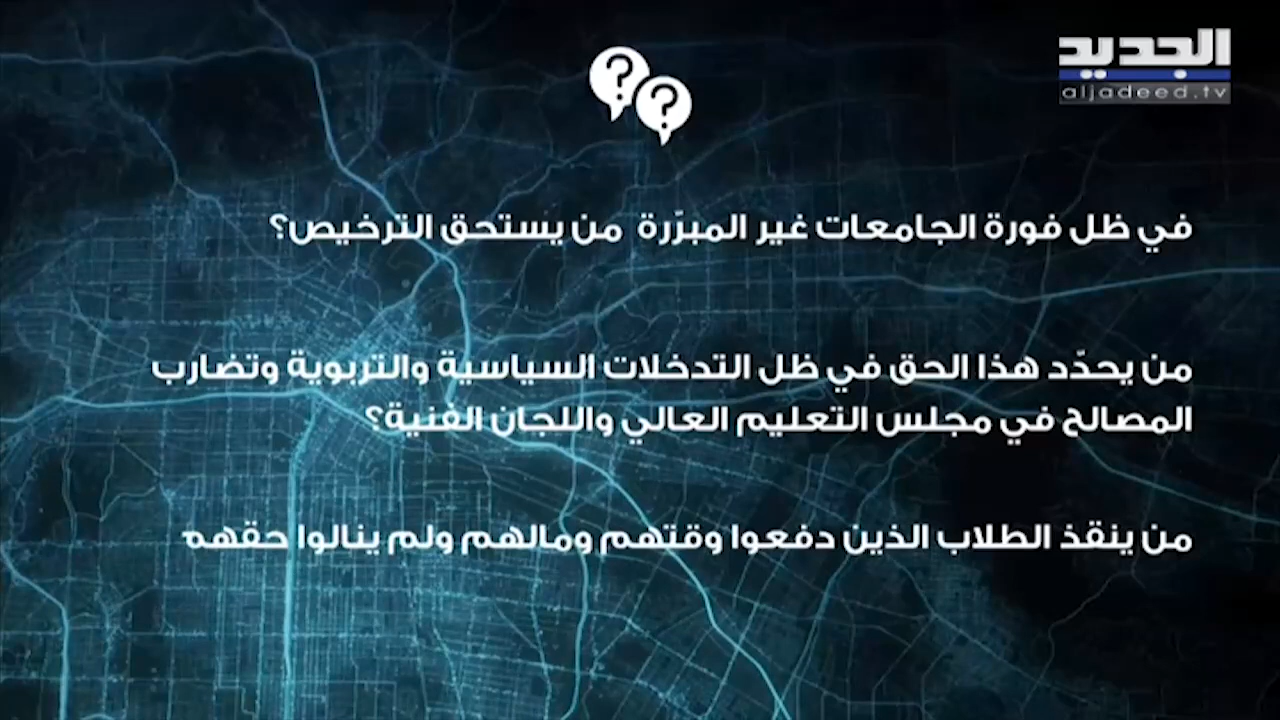 الجديد
aljadeed.tv
في ظل فورة الجامعات غير المبرّرة من يستحق الترخيص؟
من يحدّد هذا الحق في ظل التدخلات السياسية والتربوية وتضارب
المصالح في مجلس التعليم العالي واللجان الفنية؟
من ينقذ الطلاب الذين دفعوا وقتهم ومالهم ولم ينالوا حقهم